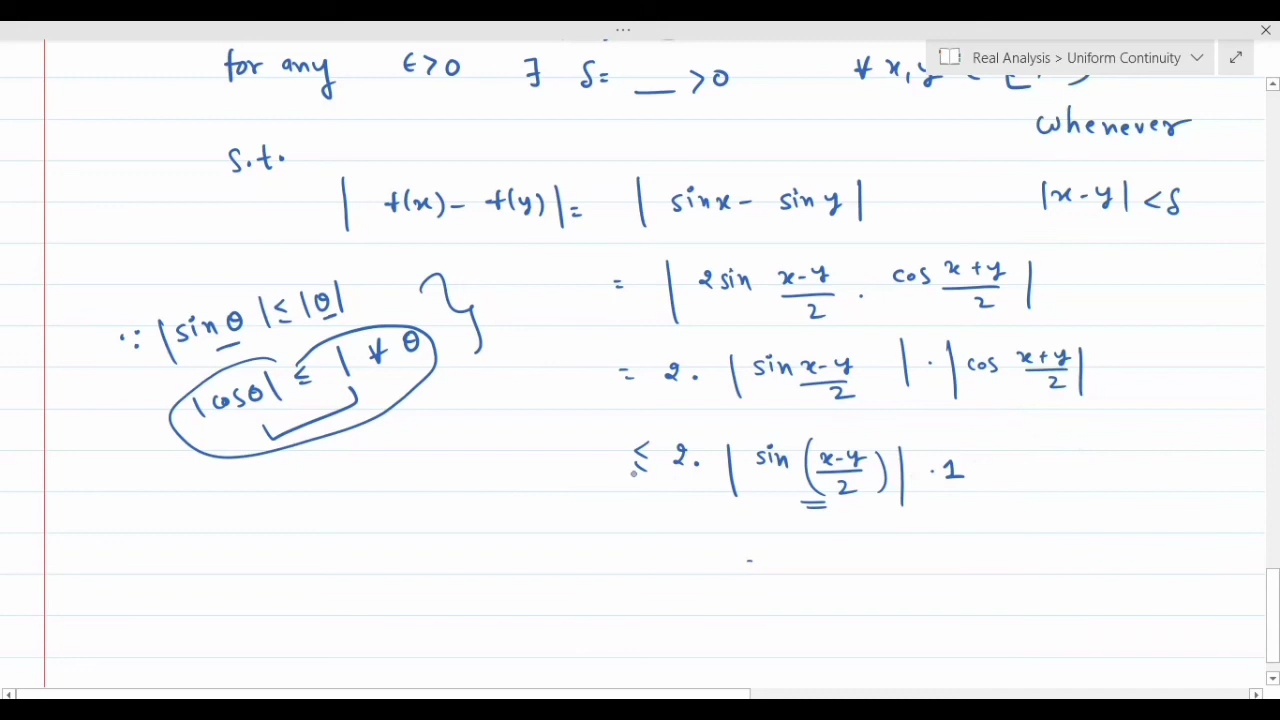 Real Analysis > Uniform Continuity
for any ε > 0 ∃ δ = __ > 0 ∀ x, y
whenever
s.t.
| f(x) - f(y) | = | sin x - sin y | |x - y| < δ
= | 2 sin (x-y)/2 . cos (x+y)/2 |
∵ |sin θ| ≤ |θ|
|cos θ| ≤ 1 ∀ θ
= 2 . | sin (x-y)/2 | . | cos (x+y)/2 |
≤ 2 . | sin ( (x-y)/2 ) | . 1